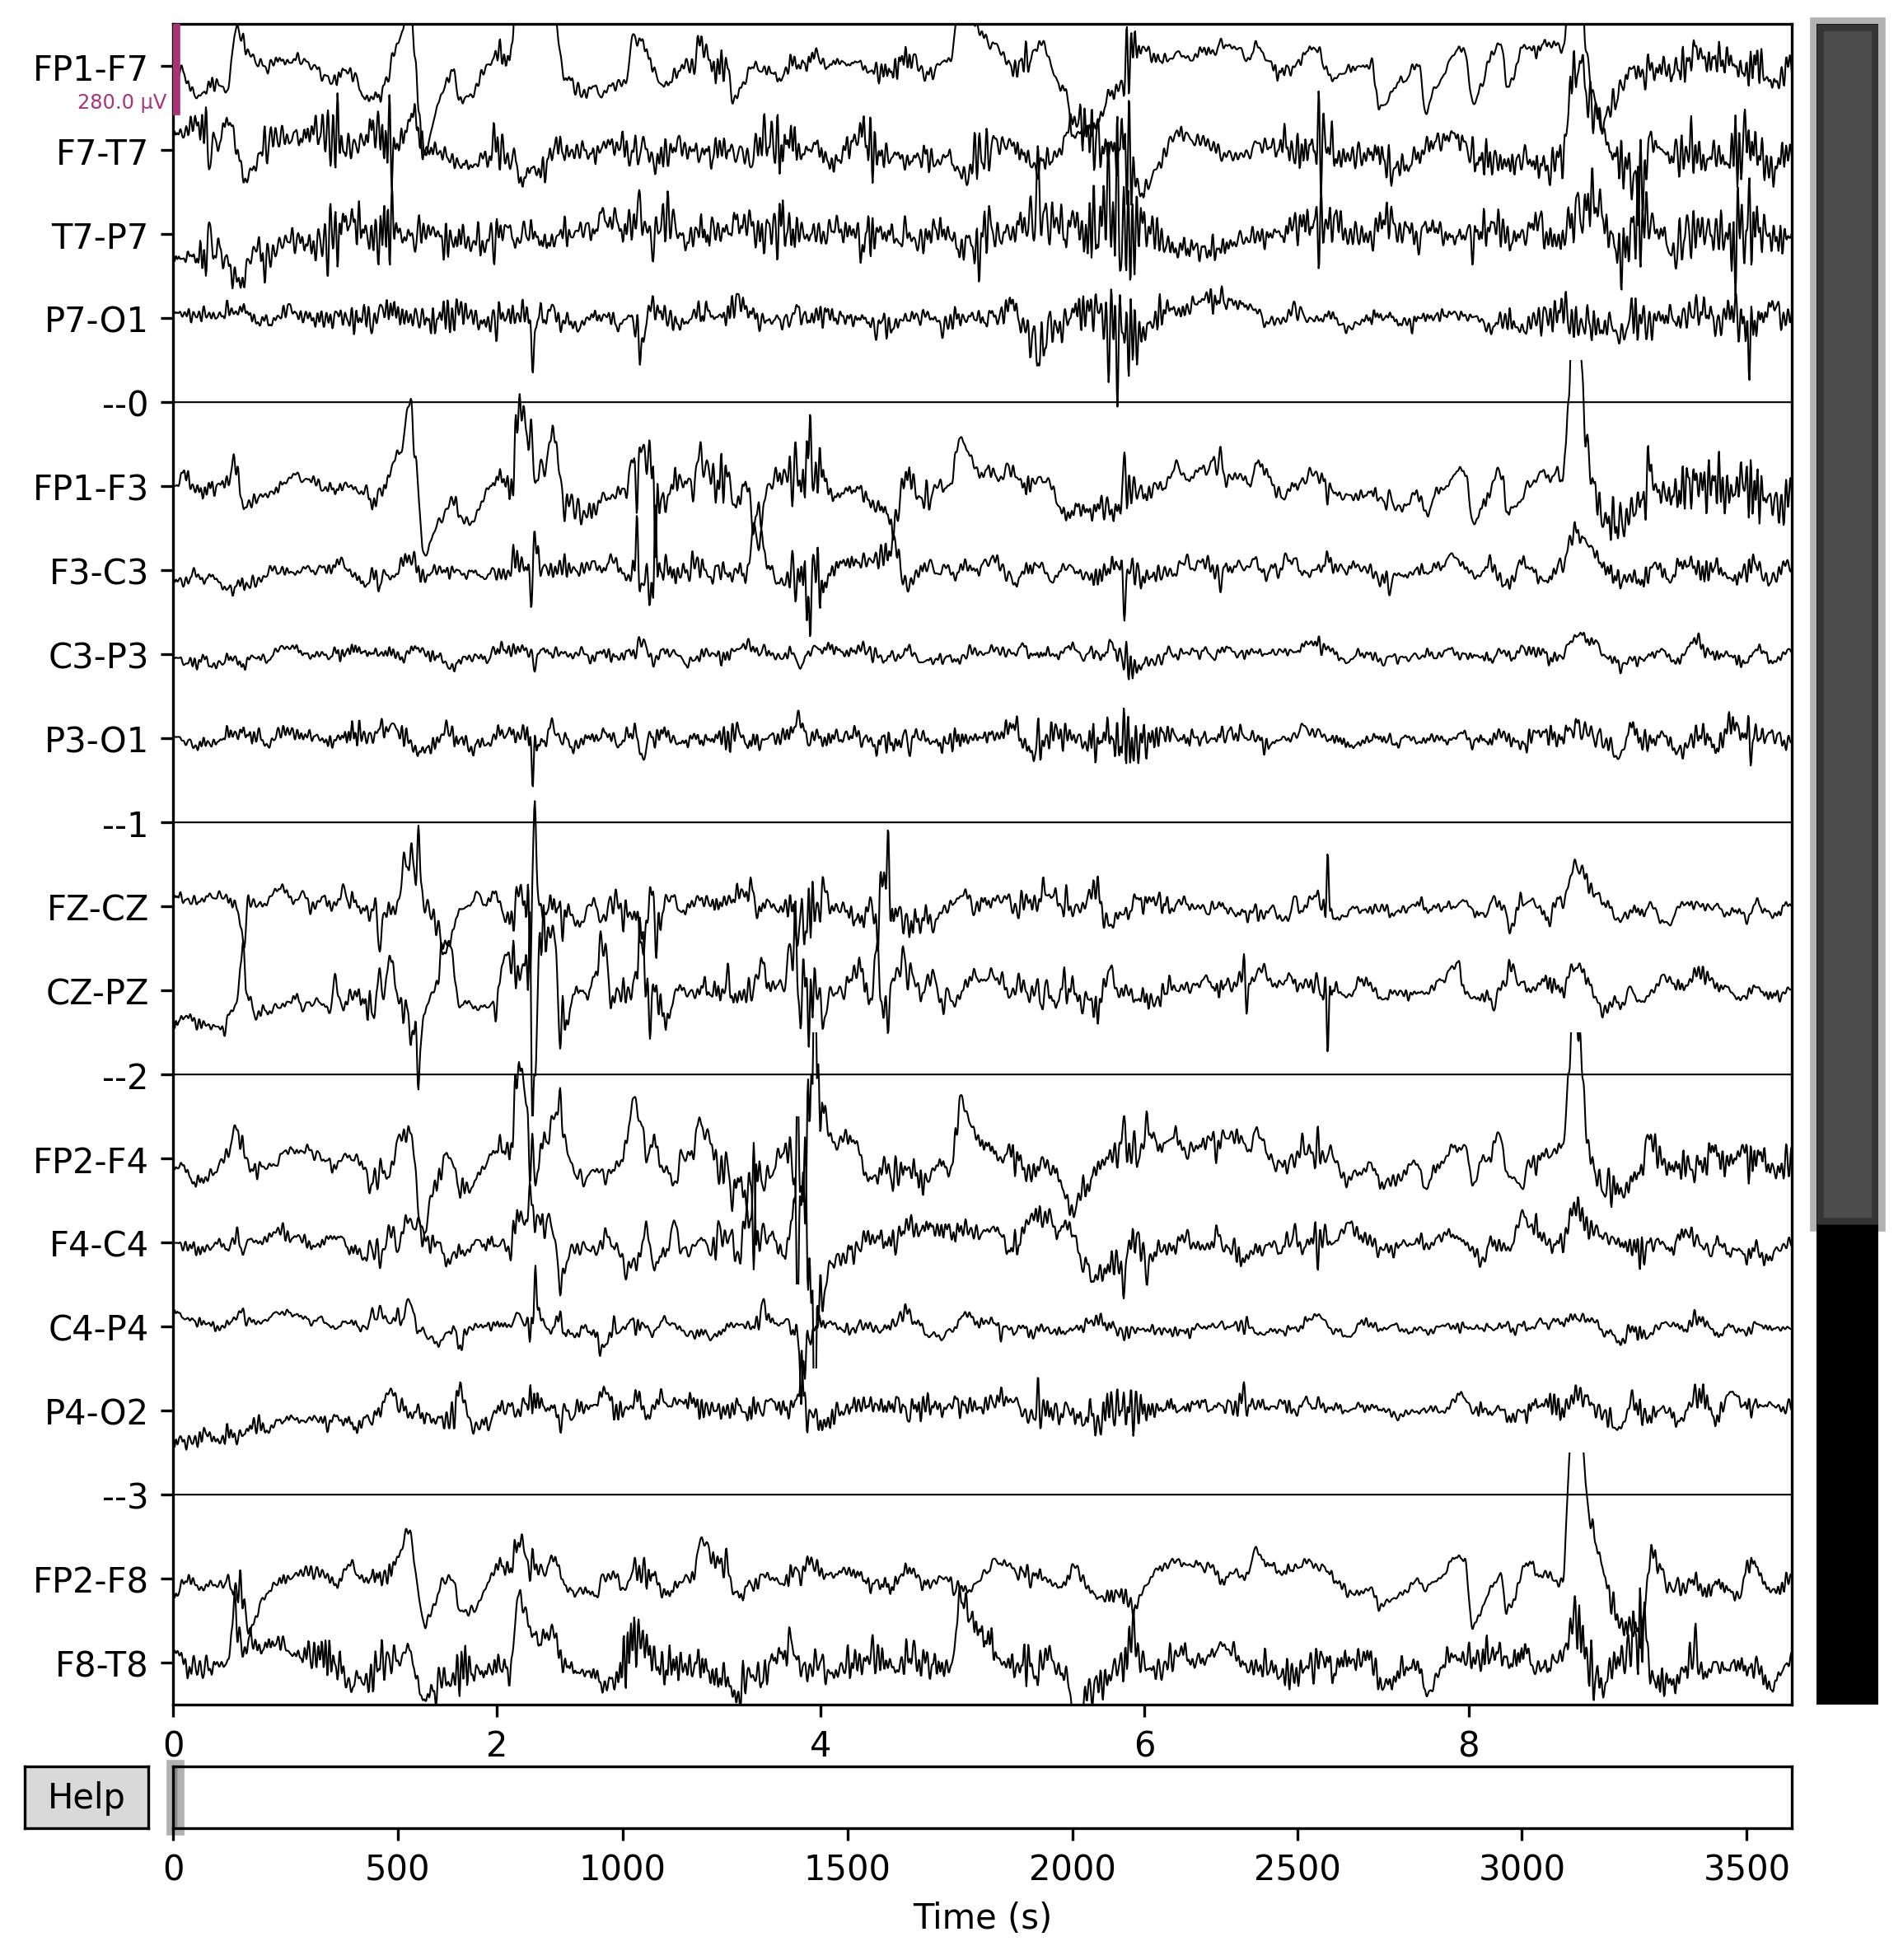 FP1-F7
280.0 µV
F7-T7
T7-P7
P7-O1
--0
FP1-F3
F3-C3
C3-P3
P3-O1
--1
FZ-CZ
CZ-PZ
--2
FP2-F4
F4-C4
C4-P4
P4-O2
--3
FP2-F8
F8-T8
0 2 4 6 8
Help
0 500 1000 1500 2000 2500 3000 3500
Time (s)